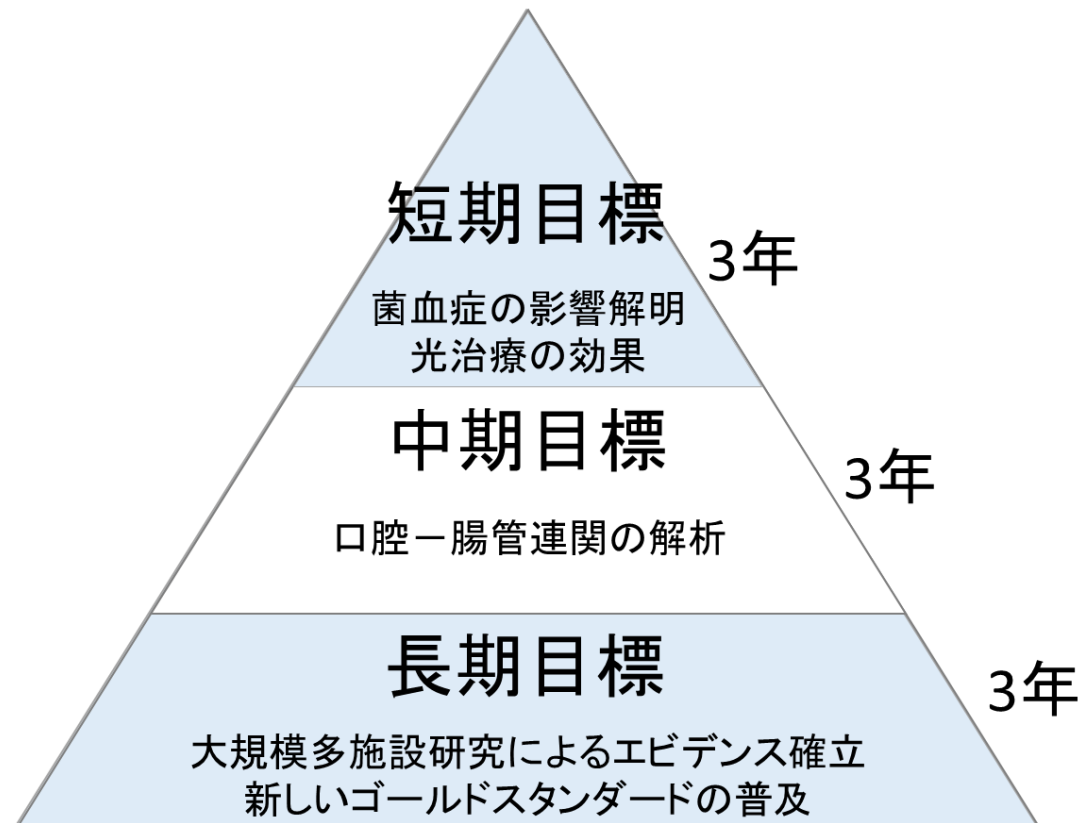 短期目標
3年
菌血症の影響解明
光治療の効果
中期目標
3年
口腔－腸管連関の解析
長期目標
3年
大規模多施設研究によるエビデンス確立
新しいゴールドスタンダードの普及